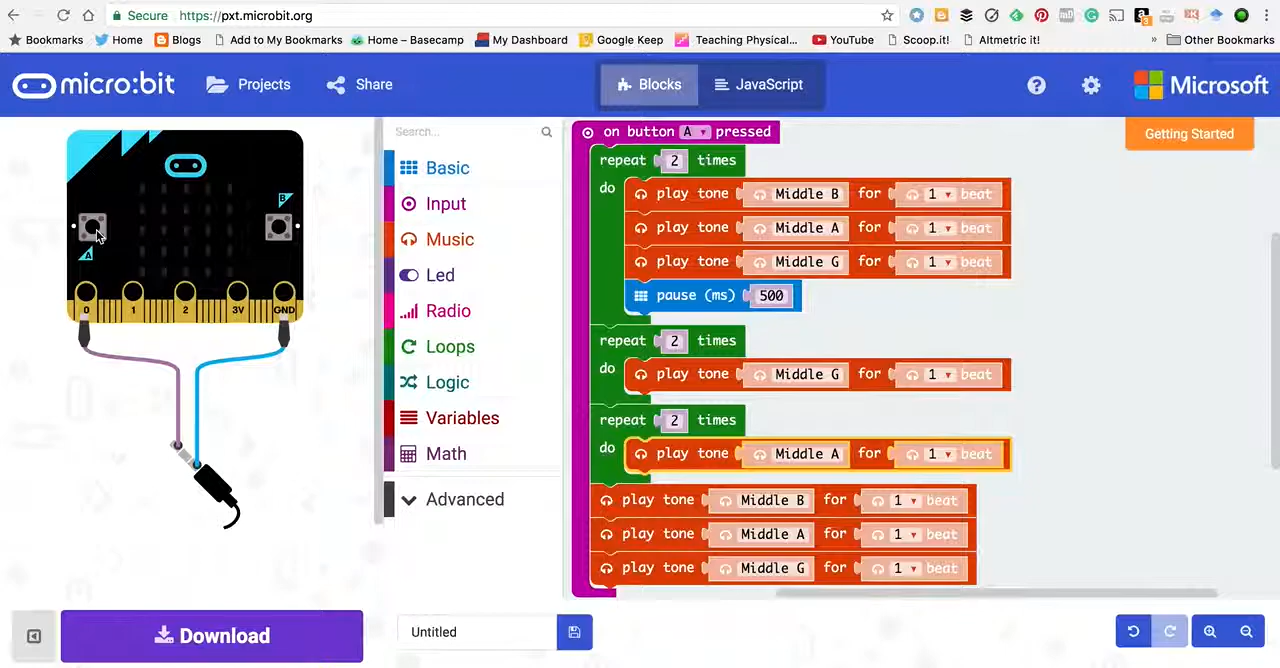 Secure https://pxt.microbit.org
Bookmarks Home Blogs Add to My Bookmarks Home – Basecamp My Dashboard Google Keep Teaching Physical... YouTube Scoop.it! Altmetric it! » Other Bookmarks
micro:bit Projects Share Blocks JavaScript Microsoft
Getting Started
Search...
Basic
Input
Music
Led
Radio
Loops
Logic
Variables
Math
Advanced
B
A
0 1 2 3V GND
on button A pressed
repeat 2 times
do play tone Middle B for 1 beat
play tone Middle A for 1 beat
play tone Middle G for 1 beat
pause (ms) 500
repeat 2 times
do play tone Middle G for 1 beat
repeat 2 times
do play tone Middle A for 1 beat
play tone Middle B for 1 beat
play tone Middle A for 1 beat
play tone Middle G for 1 beat
Download
Untitled